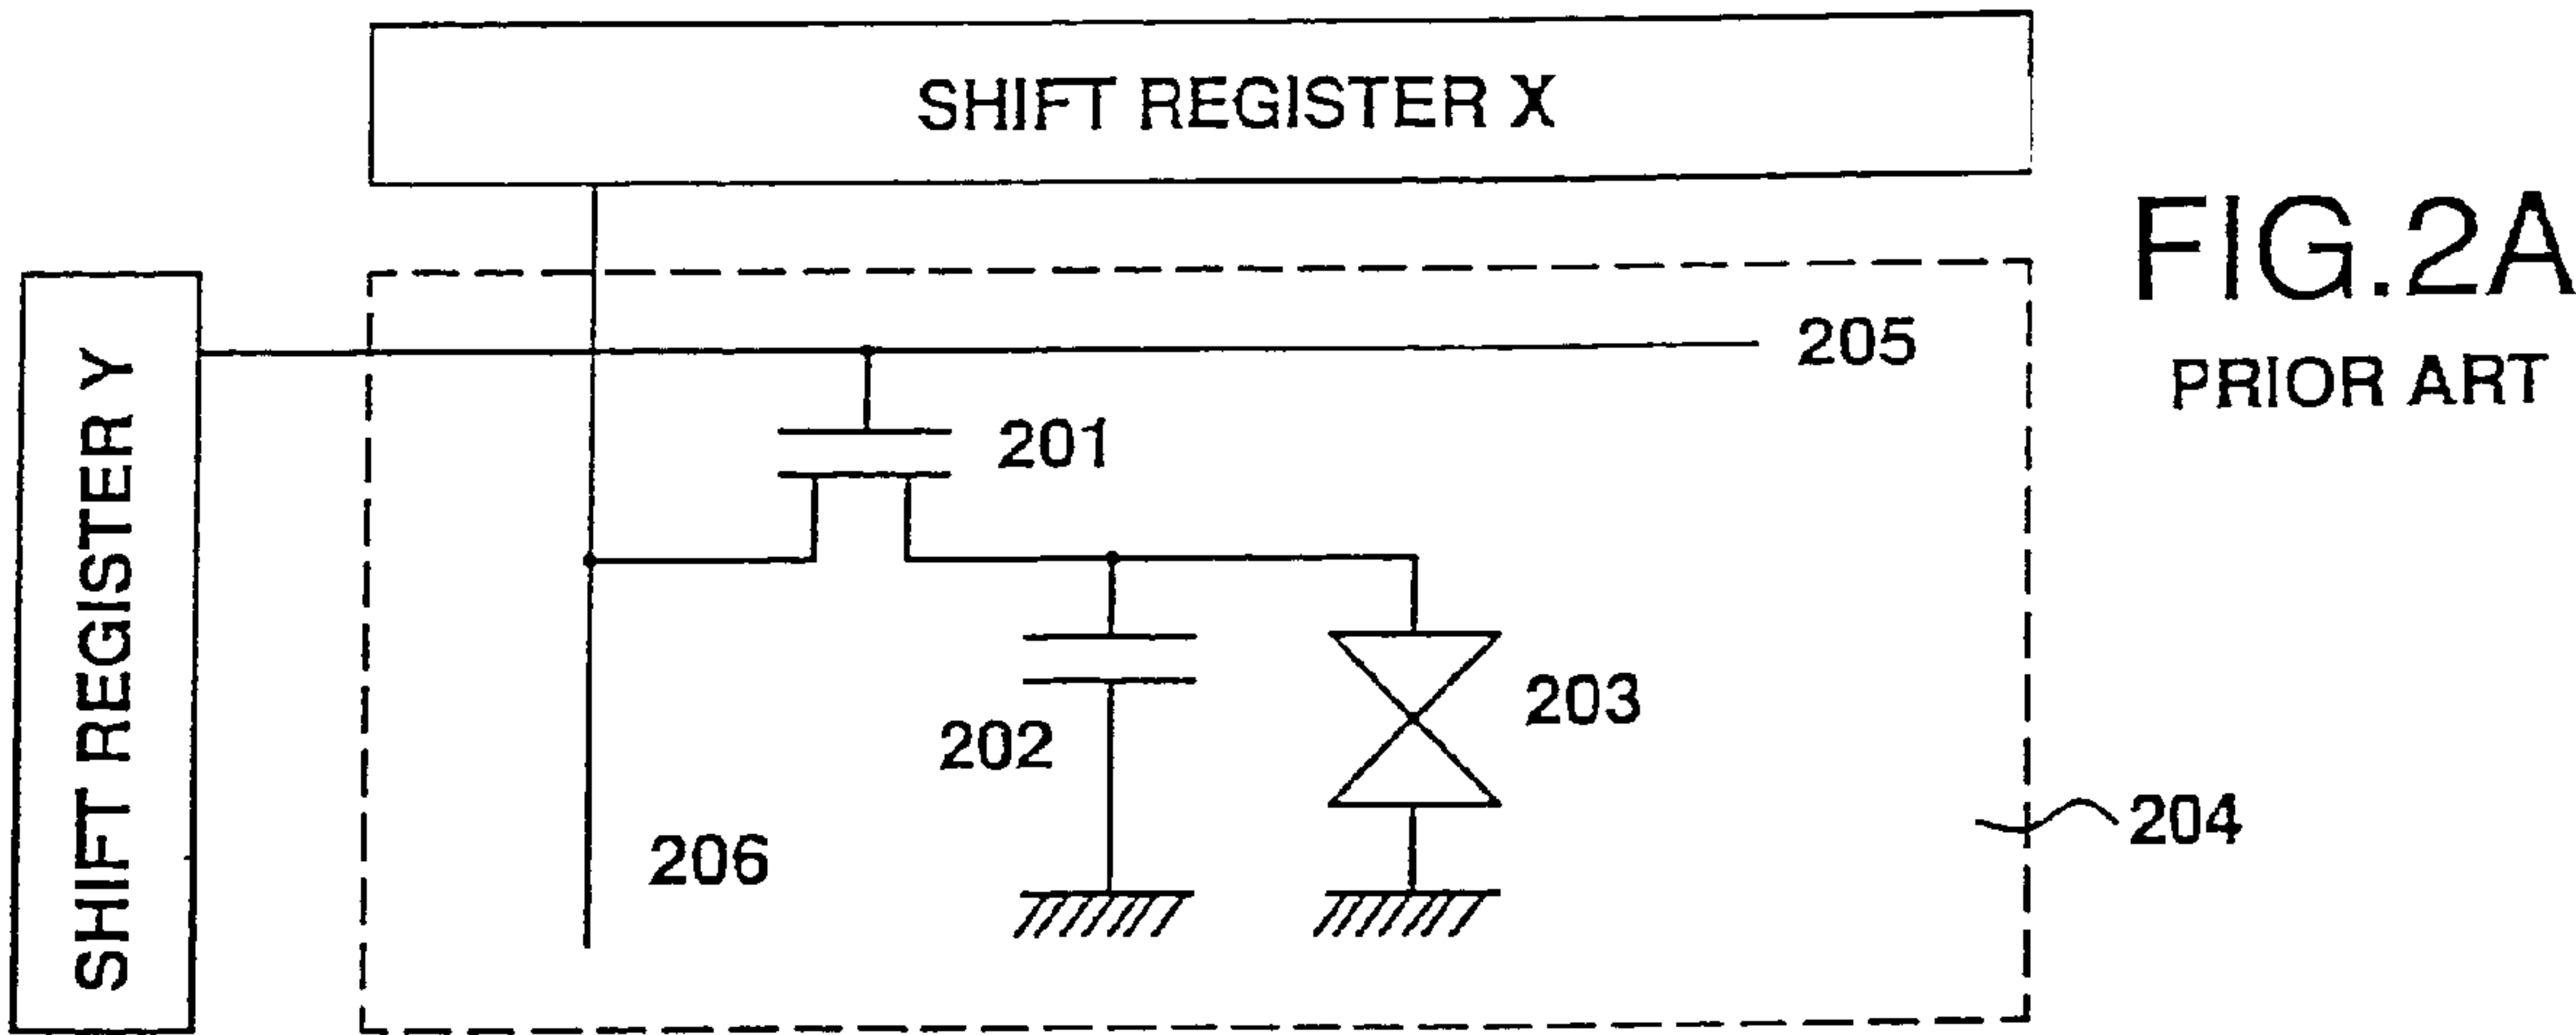 SHIFT REGISTER X
FIG.2A
PRIOR ART
SHIFT REGISTER Y
205
201
203
202
204
206